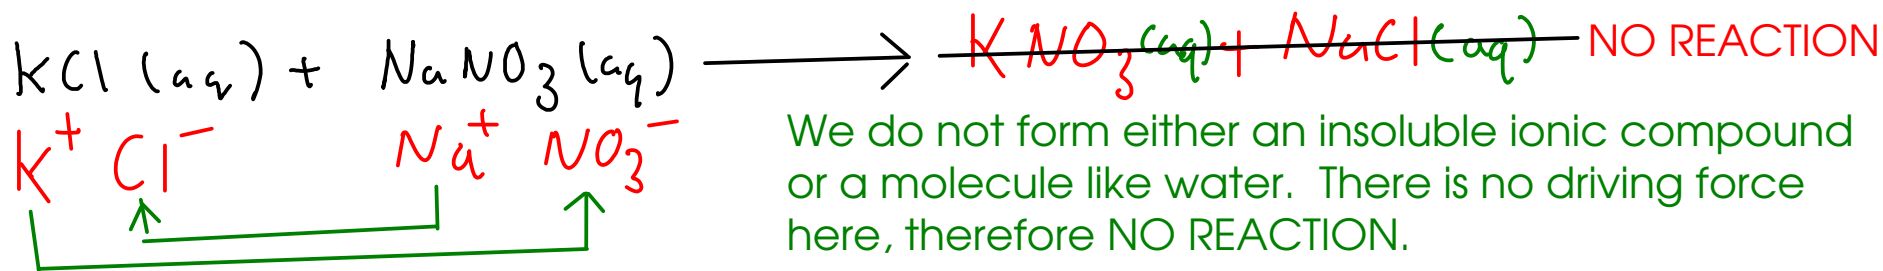 KCl (aq) + NaNO₃ (aq) ⟶ KNO₃(aq) + NaCl(aq) NO REACTION
K⁺ Cl⁻ Na⁺ NO₃⁻
We do not form either an insoluble ionic compound
or a molecule like water. There is no driving force
here, therefore NO REACTION.